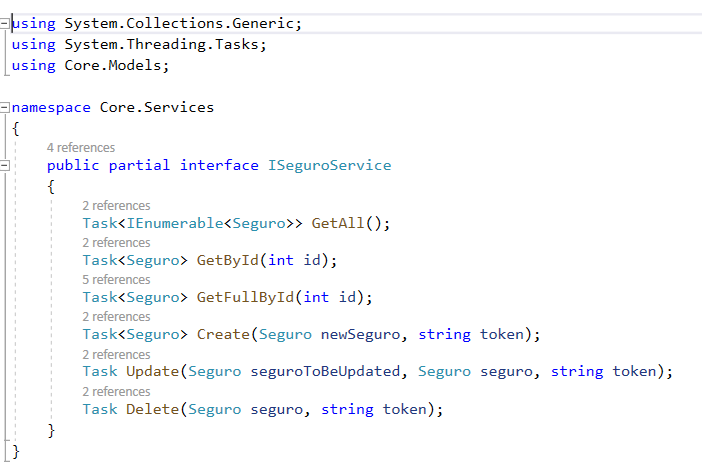 using System.Collections.Generic;
using System.Threading.Tasks;
using Core.Models;
namespace Core.Services
{
4 references
public partial interface ISeguroService
{
2 references
Task<IEnumerable<Seguro>> GetAll();
2 references
Task<Seguro> GetById(int id);
5 references
Task<Seguro> GetFullById(int id);
2 references
Task<Seguro> Create(Seguro newSeguro, string token);
2 references
Task Update(Seguro seguroToBeUpdated, Seguro seguro, string token);
2 references
Task Delete(Seguro seguro, string token);
}
}